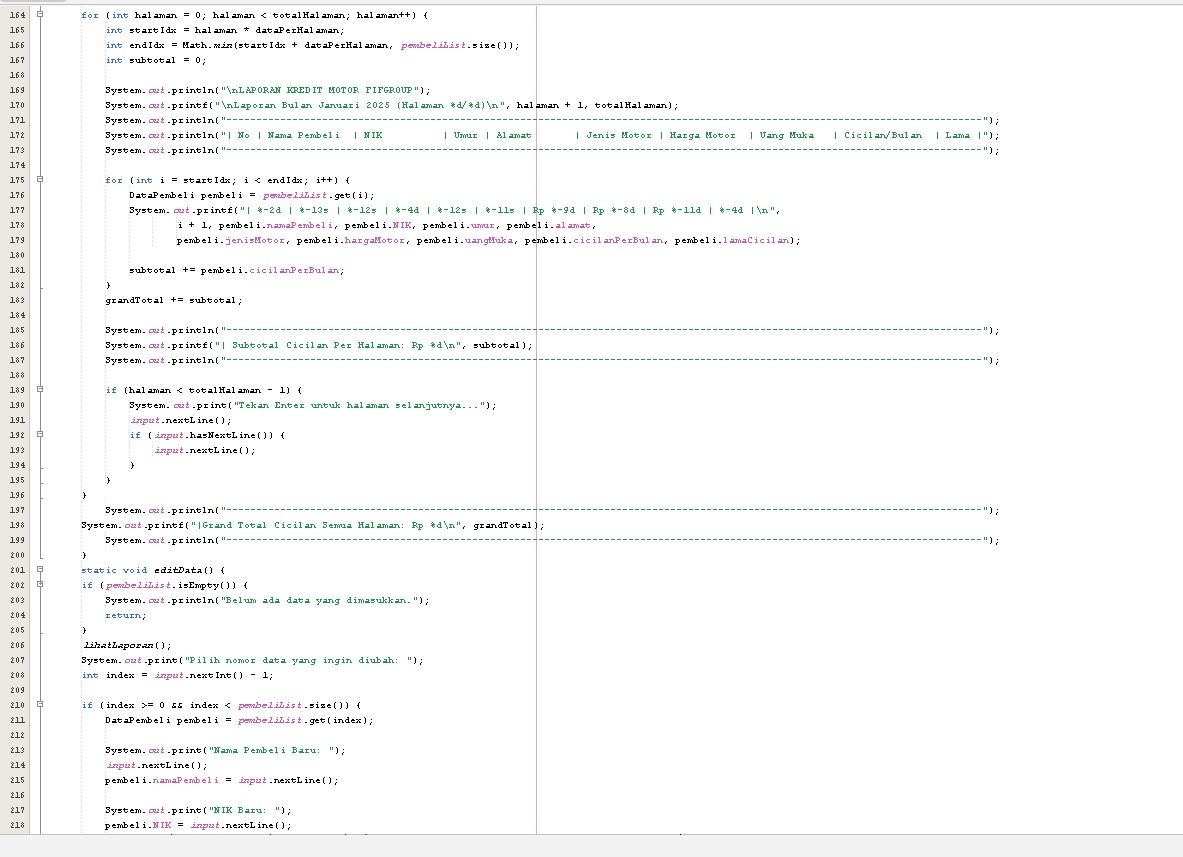 164 for (int halaman = 0; halaman < totalHalaman; halaman++) {
165 int startIdx = halaman * dataPerHalaman;
166 int endIdx = Math.min(startIdx + dataPerHalaman, pembeliList.size());
167 int subtotal = 0;
168
169 System.out.println("\nLAPORAN KREDIT MOTOR FIFGROUP");
170 System.out.printf("\nLaporan Bulan Januari 2025 (Halaman %d/%d)\n", halaman + 1, totalHalaman);
171 System.out.println("------------------------------------------------------------------------------------------------------------------------------");
172 System.out.println("| No | Nama Pembeli  | NIK          | Umur | Alamat       | Jenis Motor | Harga Motor  | Uang Muka   | Cicilan/Bulan  | Lama |");
173 System.out.println("------------------------------------------------------------------------------------------------------------------------------");
174
175 for (int i = startIdx; i < endIdx; i++) {
176 DataPembeli pembeli = pembeliList.get(i);
177 System.out.printf("| %-2d | %-13s | %-12s | %-4d | %-12s | %-11s | Rp %-9d | Rp %-8d | Rp %-11d | %-4d |\n",
178 i + 1, pembeli.namaPembeli, pembeli.NIK, pembeli.umur, pembeli.alamat,
179 pembeli.jenisMotor, pembeli.hargaMotor, pembeli.uangMuka, pembeli.cicilanPerBulan, pembeli.lamaCicilan);
180
181 subtotal += pembeli.cicilanPerBulan;
182 }
183 grandTotal += subtotal;
184
185 System.out.println("------------------------------------------------------------------------------------------------------------------------------");
186 System.out.printf("| Subtotal Cicilan Per Halaman: Rp %d\n", subtotal);
187 System.out.println("------------------------------------------------------------------------------------------------------------------------------");
188
189 if (halaman < totalHalaman - 1) {
190 System.out.print("Tekan Enter untuk halaman selanjutnya...");
191 input.nextLine();
192 if (input.hasNextLine()) {
193 input.nextLine();
194 }
195 }
196 }
197 System.out.println("------------------------------------------------------------------------------------------------------------------------------");
198 System.out.printf("|Grand Total Cicilan Semua Halaman: Rp %d\n", grandTotal);
199 System.out.println("------------------------------------------------------------------------------------------------------------------------------");
200 }
201 static void editData() {
202 if (pembeliList.isEmpty()) {
203 System.out.println("Belum ada data yang dimasukkan.");
204 return;
205 }
206 lihatLaporan();
207 System.out.print("Pilih nomor data yang ingin diubah: ");
208 int index = input.nextInt() - 1;
209
210 if (index >= 0 && index < pembeliList.size()) {
211 DataPembeli pembeli = pembeliList.get(index);
212
213 System.out.print("Nama Pembeli Baru: ");
214 input.nextLine();
215 pembeli.namaPembeli = input.nextLine();
216
217 System.out.print("NIK Baru: ");
218 pembeli.NIK = input.nextLine();